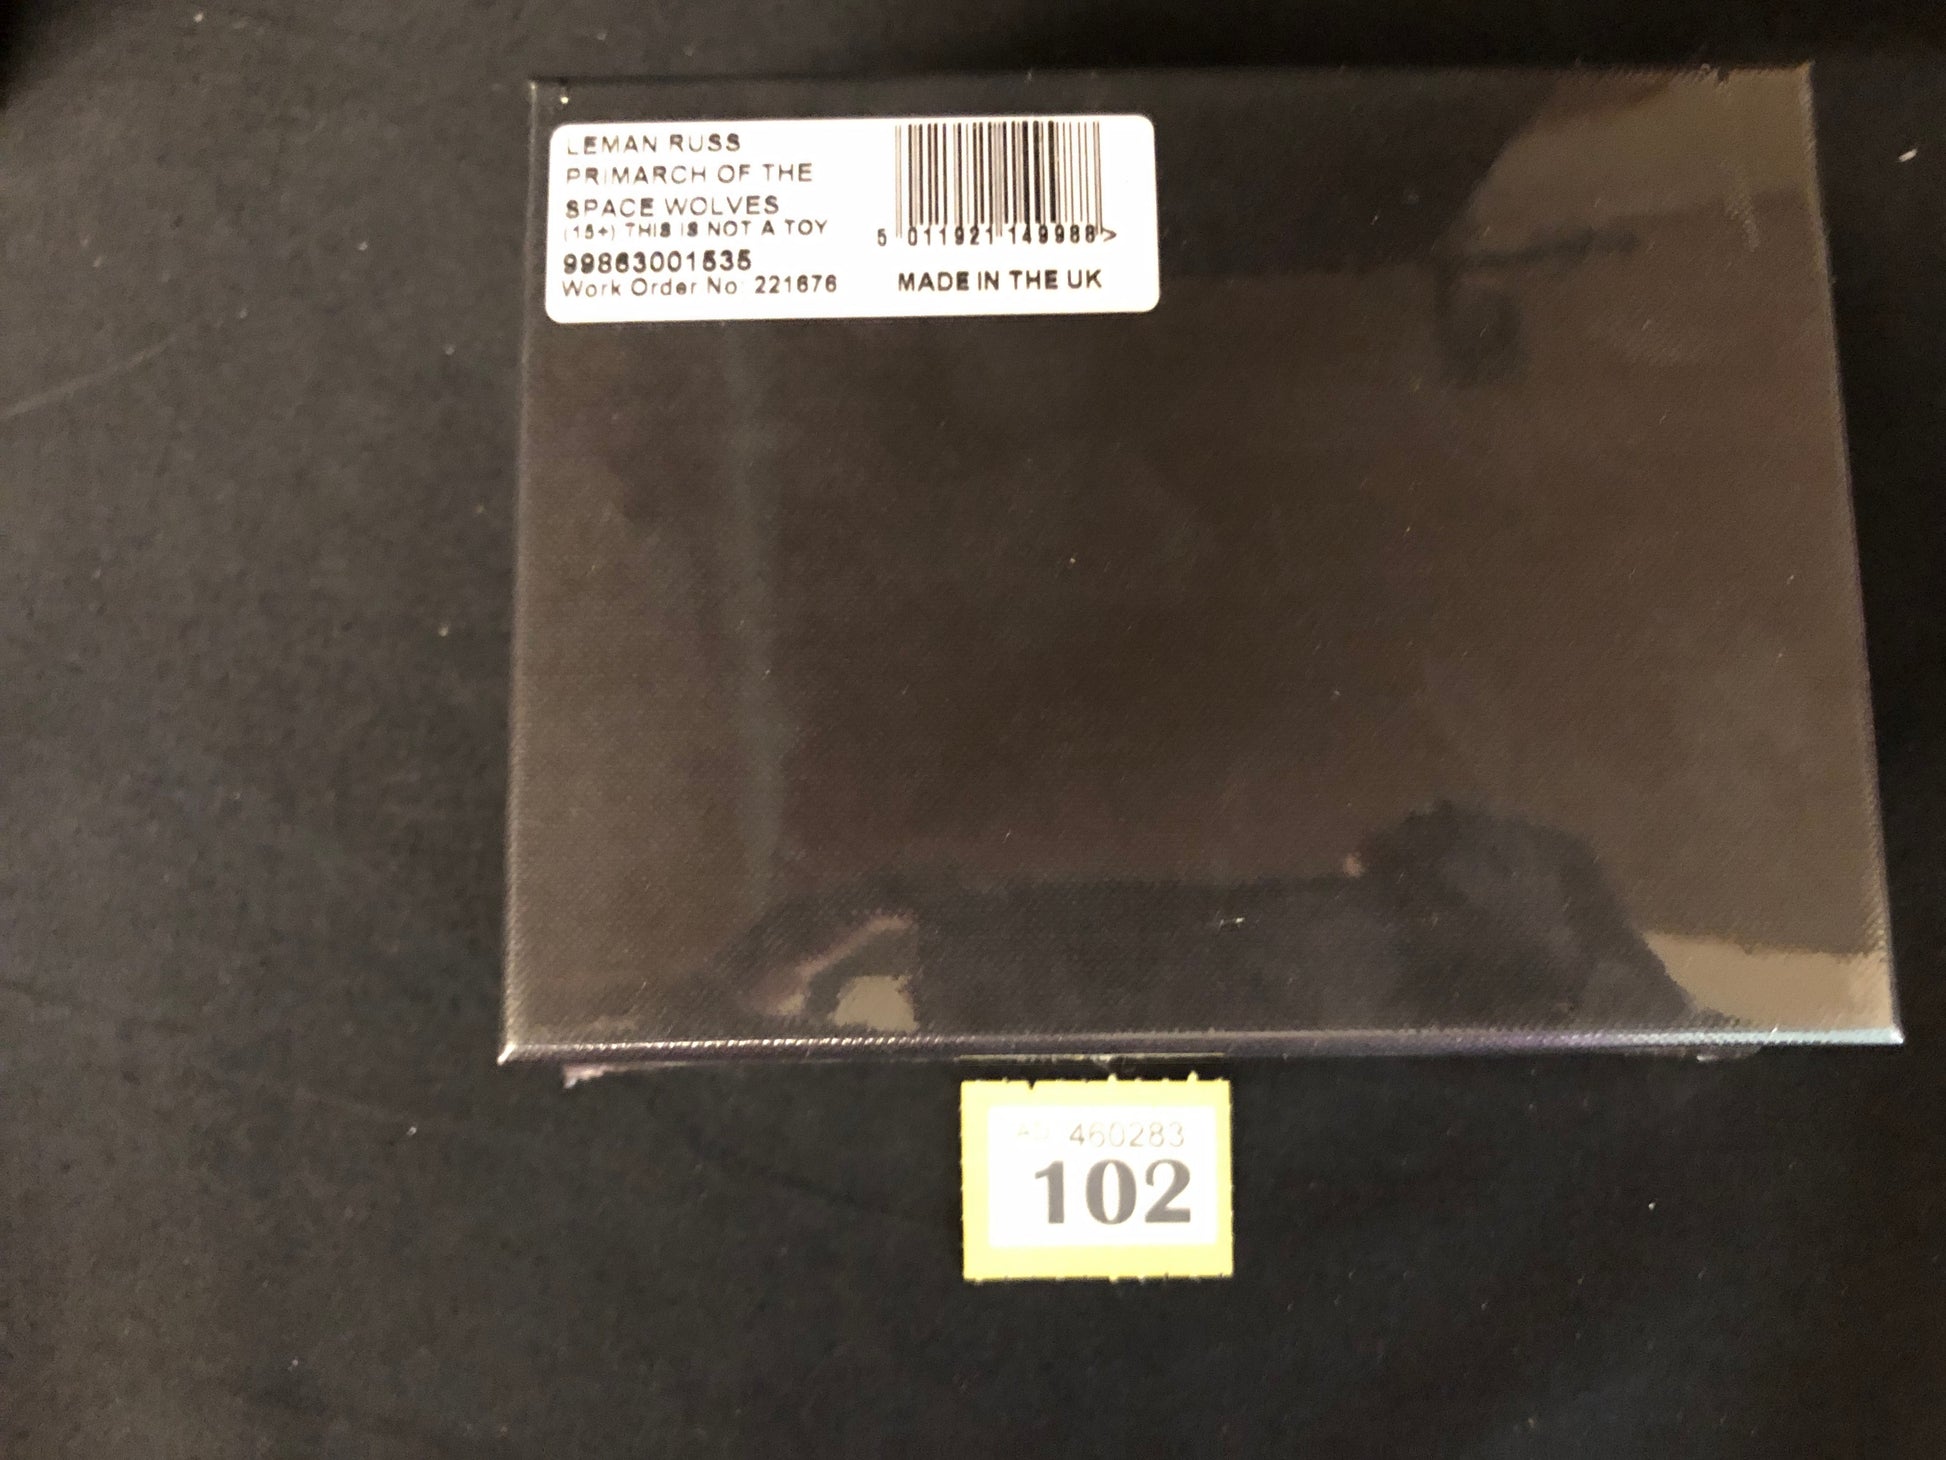 LEMAN RUSS
PRIMARCH OF THE
SPACE WOLVES
(15+) THIS IS NOT A TOY
99863001535
Work Order No: 221676
5 011921 149988 >
MADE IN THE UK
460283
102